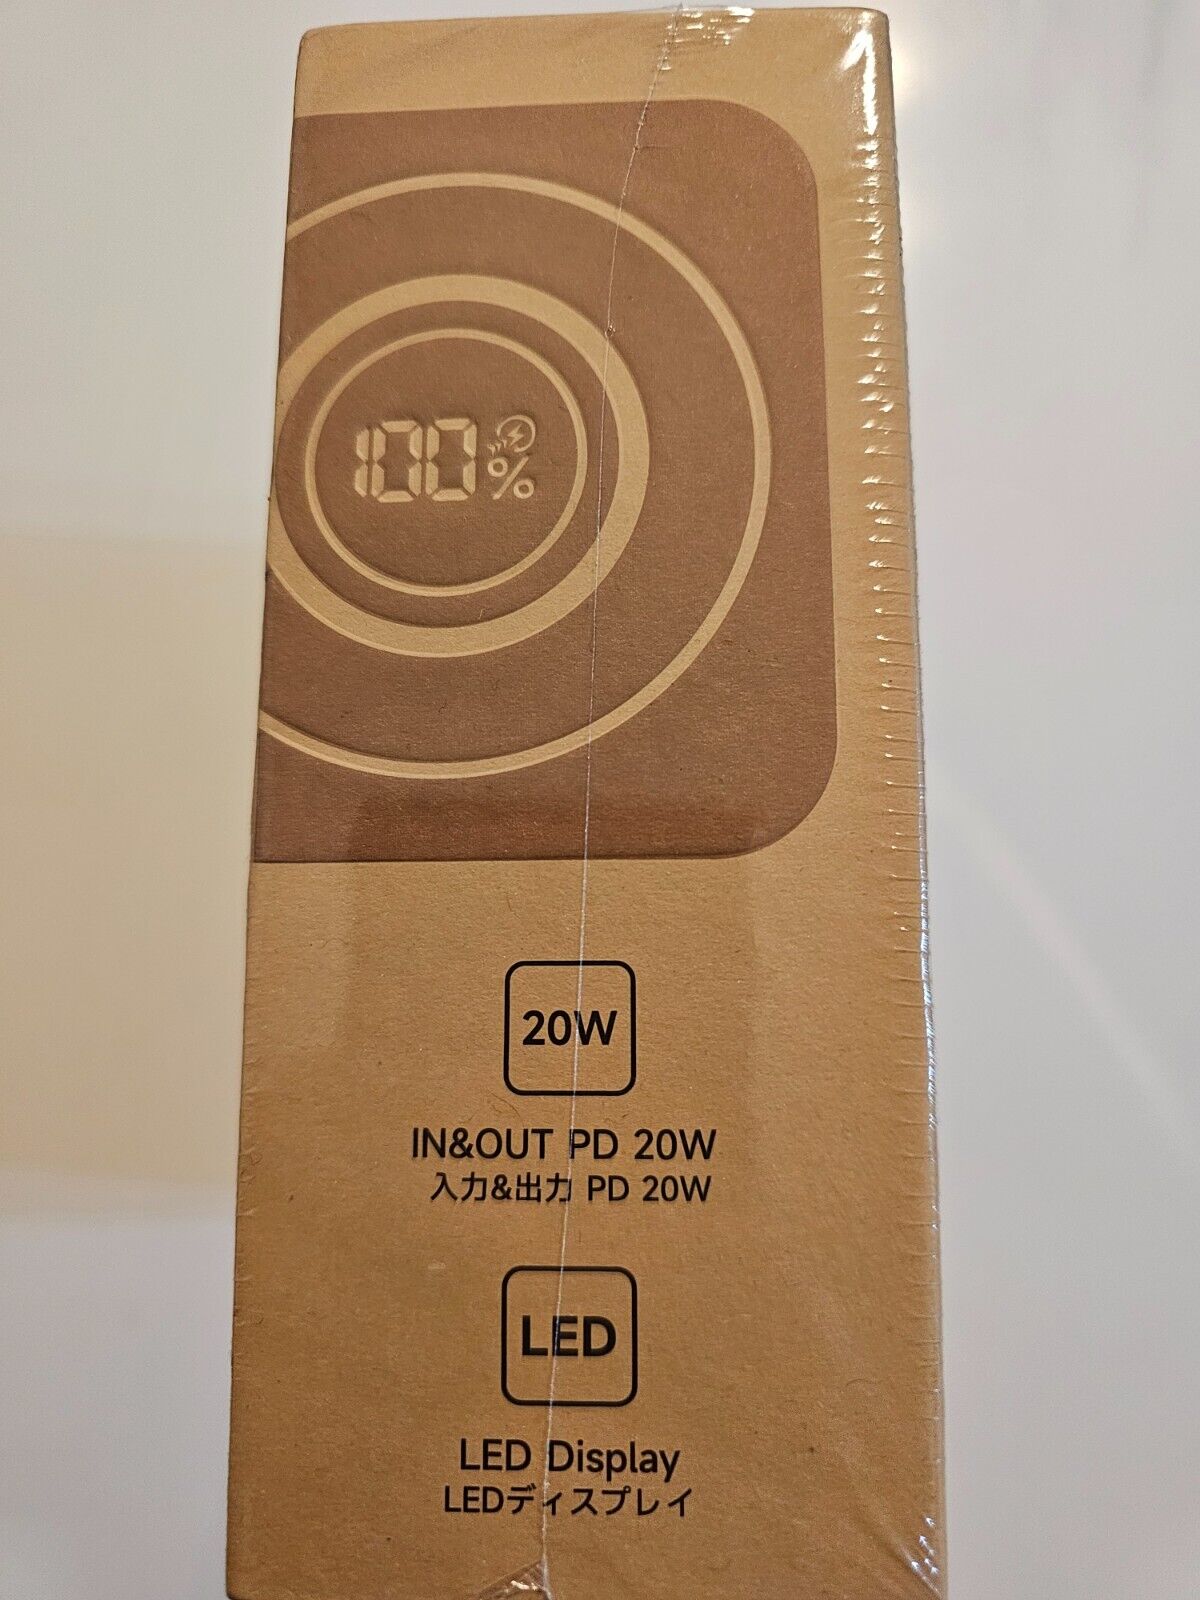 100%
20W
IN&OUT PD 20W
入力&出力 PD 20W
LED
LED Display
LEDディスプレイ